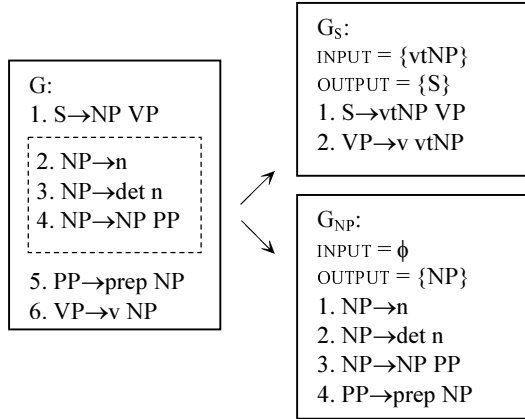 G:
1. S→NP VP
2. NP→n
3. NP→det n
4. NP→NP PP
5. PP→prep NP
6. VP→v NP
G_S:
INPUT = {vtNP}
OUTPUT = {S}
1. S→vtNP VP
2. VP→v vtNP
G_NP:
INPUT = ϕ
OUTPUT = {NP}
1. NP→n
2. NP→det n
3. NP→NP PP
4. PP→prep NP